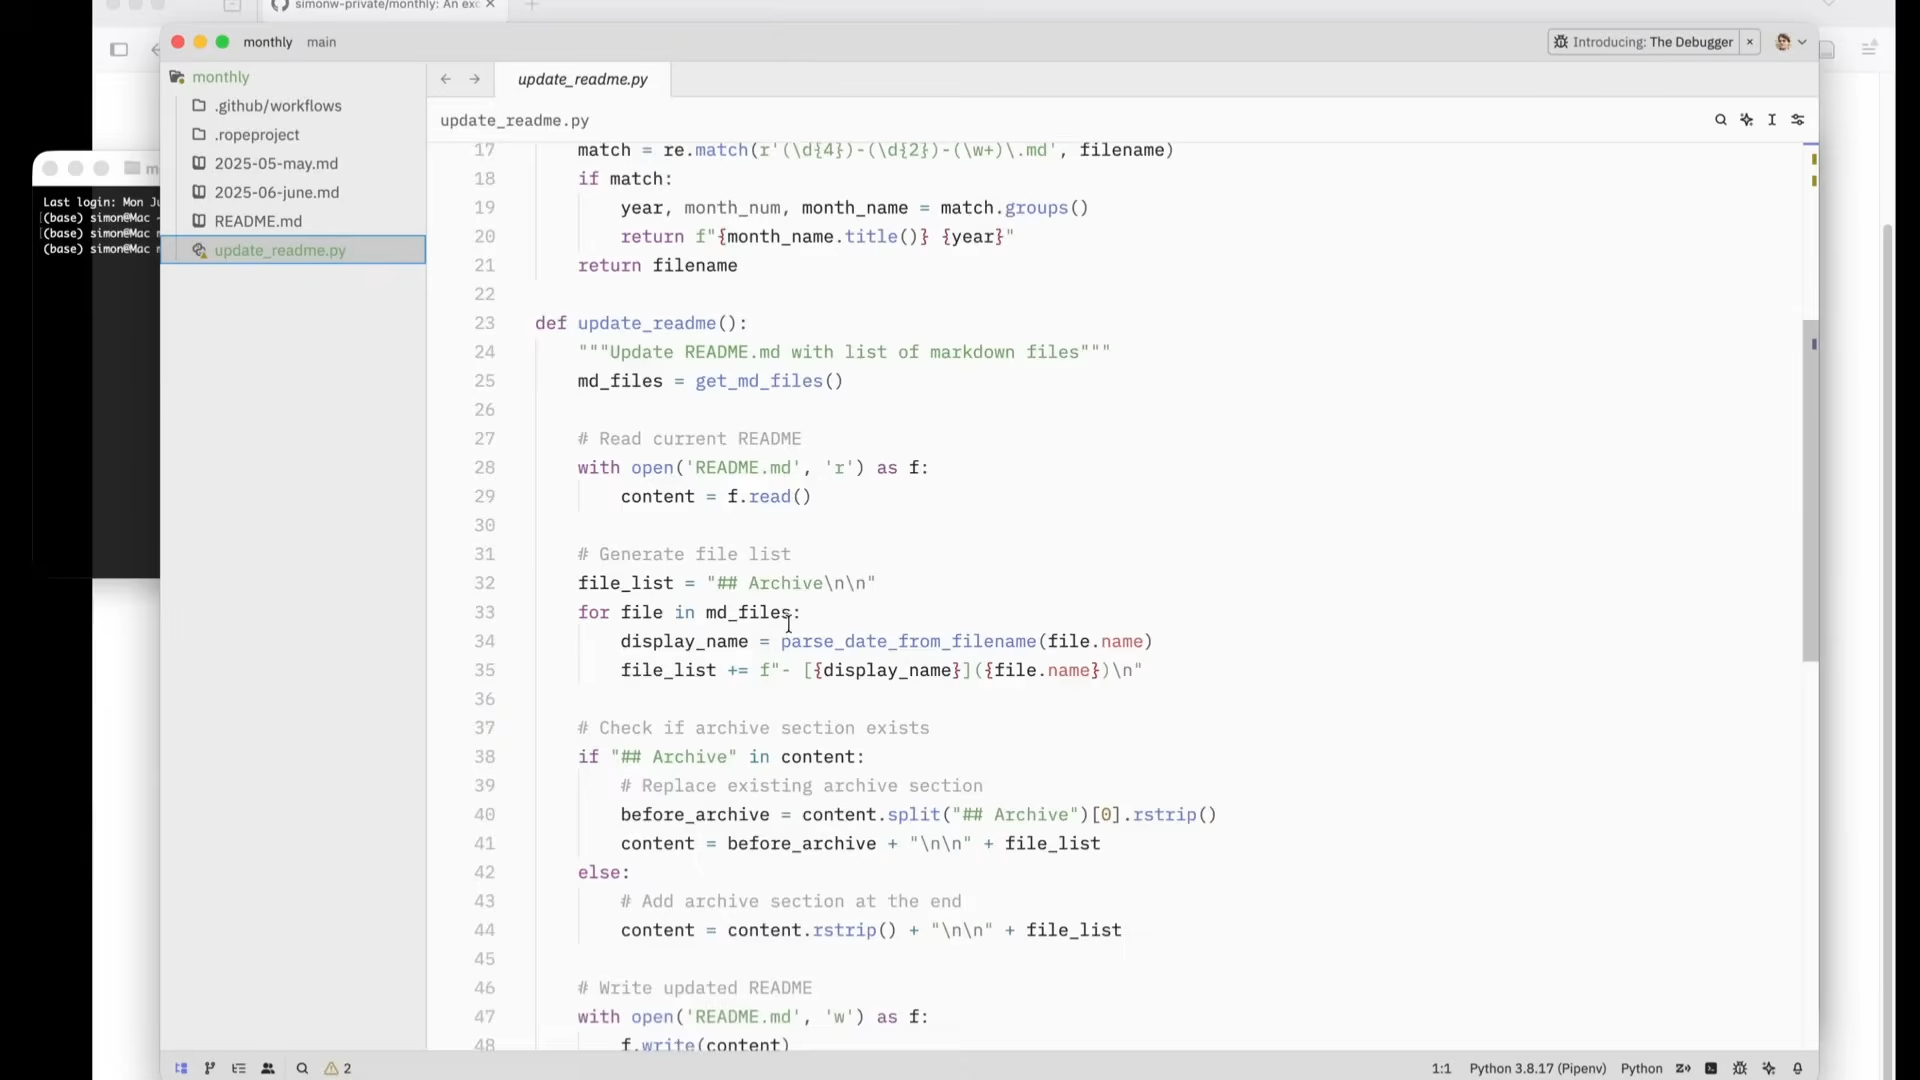 simonw-private/monthly: An exc
monthly main
Introducing: The Debugger
monthly
.github/workflows
.ropeproject
2025-05-may.md
2025-06-june.md
README.md
update_readme.py
Last login: Mon Ju
(base) simon@Mac
(base) simon@Mac
(base) simon@Mac
update_readme.py
update_readme.py
17 match = re.match(r'(\d{4})-(\d{2})-(\w+)\.md', filename)
18 if match:
19 year, month_num, month_name = match.groups()
20 return f"{month_name.title()} {year}"
21 return filename
22
23 def update_readme():
24 """Update README.md with list of markdown files"""
25 md_files = get_md_files()
26
27 # Read current README
28 with open('README.md', 'r') as f:
29 content = f.read()
30
31 # Generate file list
32 file_list = "## Archive\n\n"
33 for file in md_files:
34 display_name = parse_date_from_filename(file.name)
35 file_list += f"- [{display_name}]({file.name})\n"
36
37 # Check if archive section exists
38 if "## Archive" in content:
39 # Replace existing archive section
40 before_archive = content.split("## Archive")[0].rstrip()
41 content = before_archive + "\n\n" + file_list
42 else:
43 # Add archive section at the end
44 content = content.rstrip() + "\n\n" + file_list
45
46 # Write updated README
47 with open('README.md', 'w') as f:
48 f.write(content)
2
1:1 Python 3.8.17 (Pipenv) Python